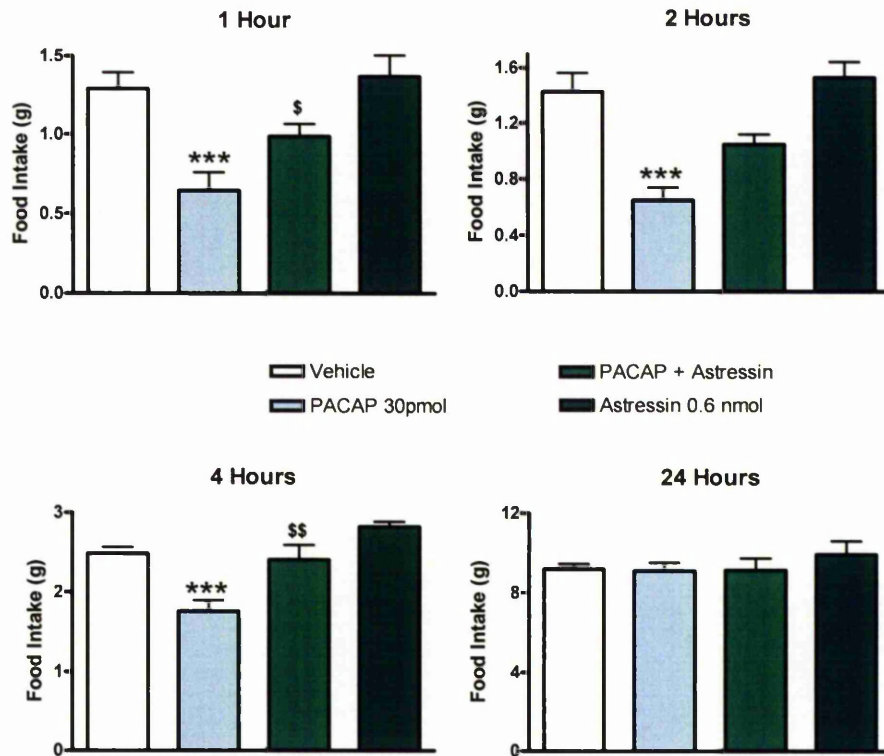 1 Hour
1.5
1.0
0.5
0.0
Food Intake (g)
***
$
2 Hours
1.6
1.2
0.8
0.4
0.0
Food Intake (g)
***
Vehicle
PACAP 30pmol
PACAP + Astressin
Astressin 0.6 nmol
4 Hours
3
2
1
0
Food Intake (g)
***
$$
24 Hours
12
8
4
0
Food Intake (g)